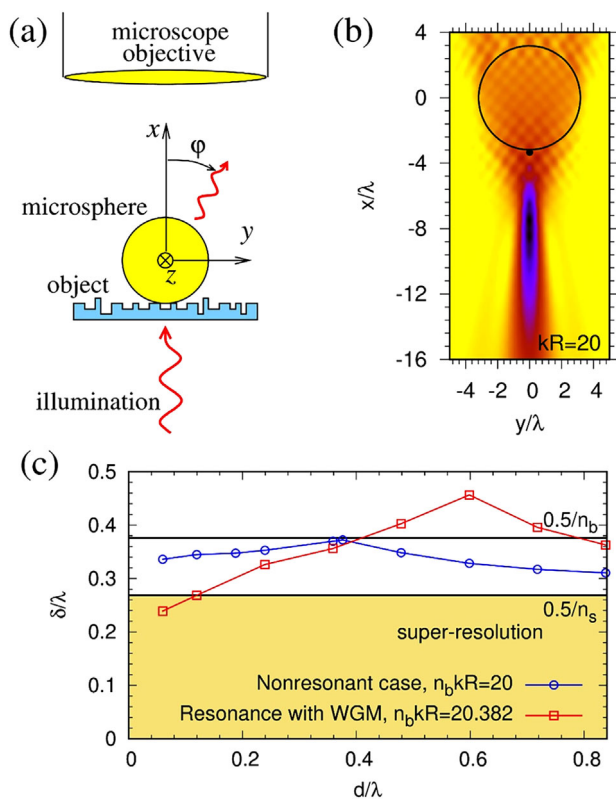 (a)
microscope
objective
x
φ
microsphere
y
z
object
illumination
(b)
4
0
-4
-8
-12
-16
x/λ
kR=20
-4 -2 0 2 4
y/λ
(c)
0.5
0.4
0.3
0.2
0.1
0
δ/λ
0.5/n_b
0.5/n_s
super-resolution
Nonresonant case, n_bkR=20
Resonance with WGM, n_bkR=20.382
0 0.2 0.4 0.6 0.8
d/λ